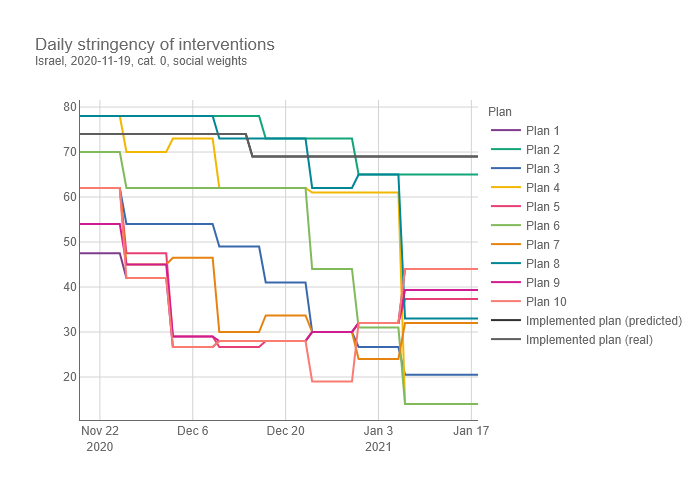 Daily stringency of interventions
Israel, 2020-11-19, cat. 0, social weights
80
70
60
50
40
30
20
Nov 22
2020
Dec 6
Dec 20
Jan 3
2021
Jan 17
Plan
Plan 1
Plan 2
Plan 3
Plan 4
Plan 5
Plan 6
Plan 7
Plan 8
Plan 9
Plan 10
Implemented plan (predicted)
Implemented plan (real)